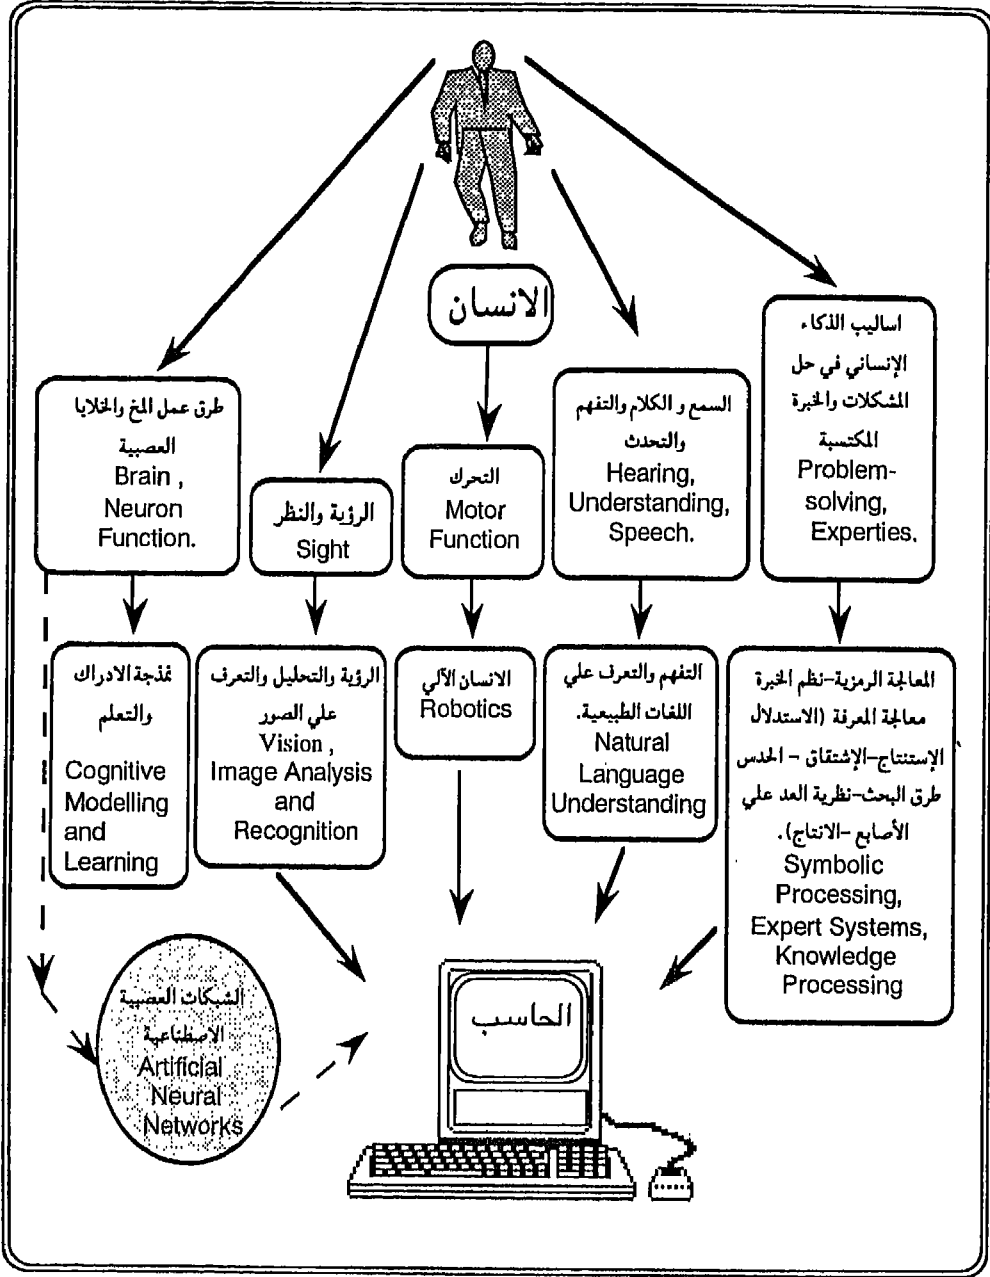 الانسان
اساليب الذكاء
الإنساني في حل
المشكلات والخبرة
المكتسبة
Problem-
solving,
Experties.
السمع و الكلام والتفهم
والتحدث
Hearing,
Understanding,
Speech.
التحرك
Motor
Function
الرؤية والنظر
Sight
طرق عمل المخ والخلايا
العصبية
Brain ,
Neuron
Function.
المعالجة الرمزية-نظم الخبرة
معالجة المعرفة (الاستدلال
الإستنتاج-الإشتقاق - الحدس
طرق البحث-نظرية العد علي
الأصابع -الانتاج).
Symbolic
Processing,
Expert Systems,
Knowledge
Processing
التفهم والتعرف علي
اللغات الطبيعية.
Natural
Language
Understanding
الانسان الآلي
Robotics
الرؤية والتحليل والتعرف
علي الصور
Vision ,
Image Analysis
and
Recognition
نمذجة الادراك
والتعلم
Cognitive
Modelling
and
Learning
الشبكات العصبية
الاصطناعية
Artificial
Neural
Networks
الحاسب